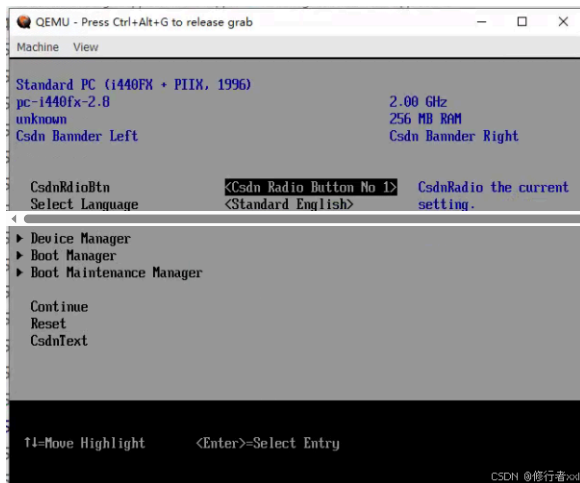 QEMU - Press Ctrl+Alt+G to release grab
Machine View
Standard PC (i440FX + PIIX, 1996)
pc-i440fx-2.8 2.00 GHz
unknown 256 MB RAM
Csdn Bannder Left Csdn Bannder Right
CsdnRdioBtn <Csdn Radio Button No 1> CsdnRadio the current
Select Language <Standard English> setting.
Device Manager
Boot Manager
Boot Maintenance Manager
Continue
Reset
CsdnText
↑↓=Move Highlight <Enter>=Select Entry
CSDN @修行者xxl